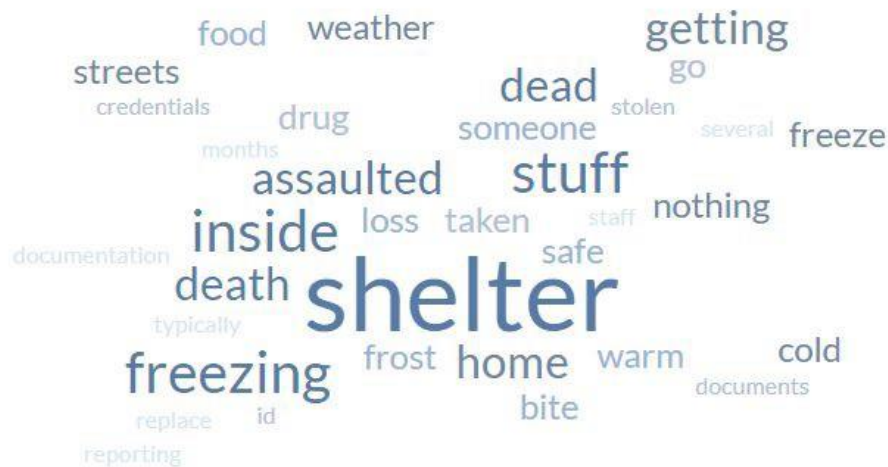 food weather getting
streets dead go
credentials drug someone stolen several freeze
months
assaulted stuff
inside loss taken staff nothing
documentation safe
death shelter
typically
freezing frost home warm cold
documents
replace id bite
reporting